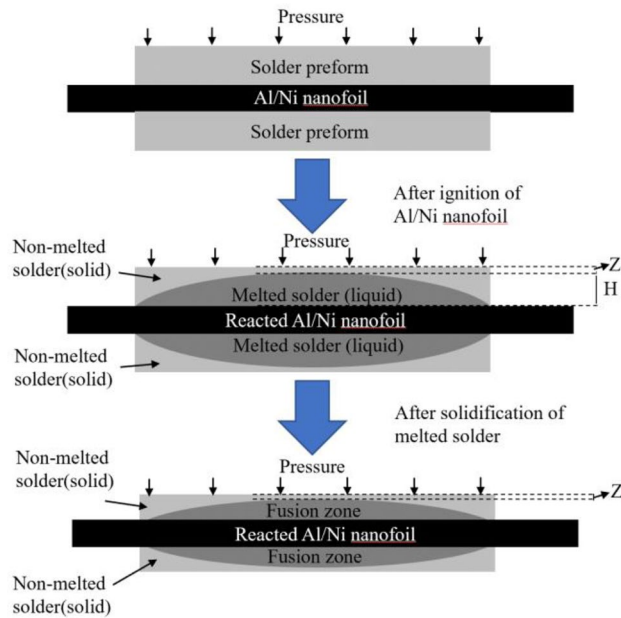 Pressure
Solder preform
Al/Ni nanofoil
Solder preform
After ignition of
Al/Ni nanofoil
Pressure
Non-melted
solder(solid)
Z
H
Melted solder (liquid)
Reacted Al/Ni nanofoil
Melted solder (liquid)
Non-melted
solder(solid)
After solidification of
melted solder
Pressure
Non-melted
solder(solid)
Z
Fusion zone
Reacted Al/Ni nanofoil
Fusion zone
Non-melted
solder(solid)